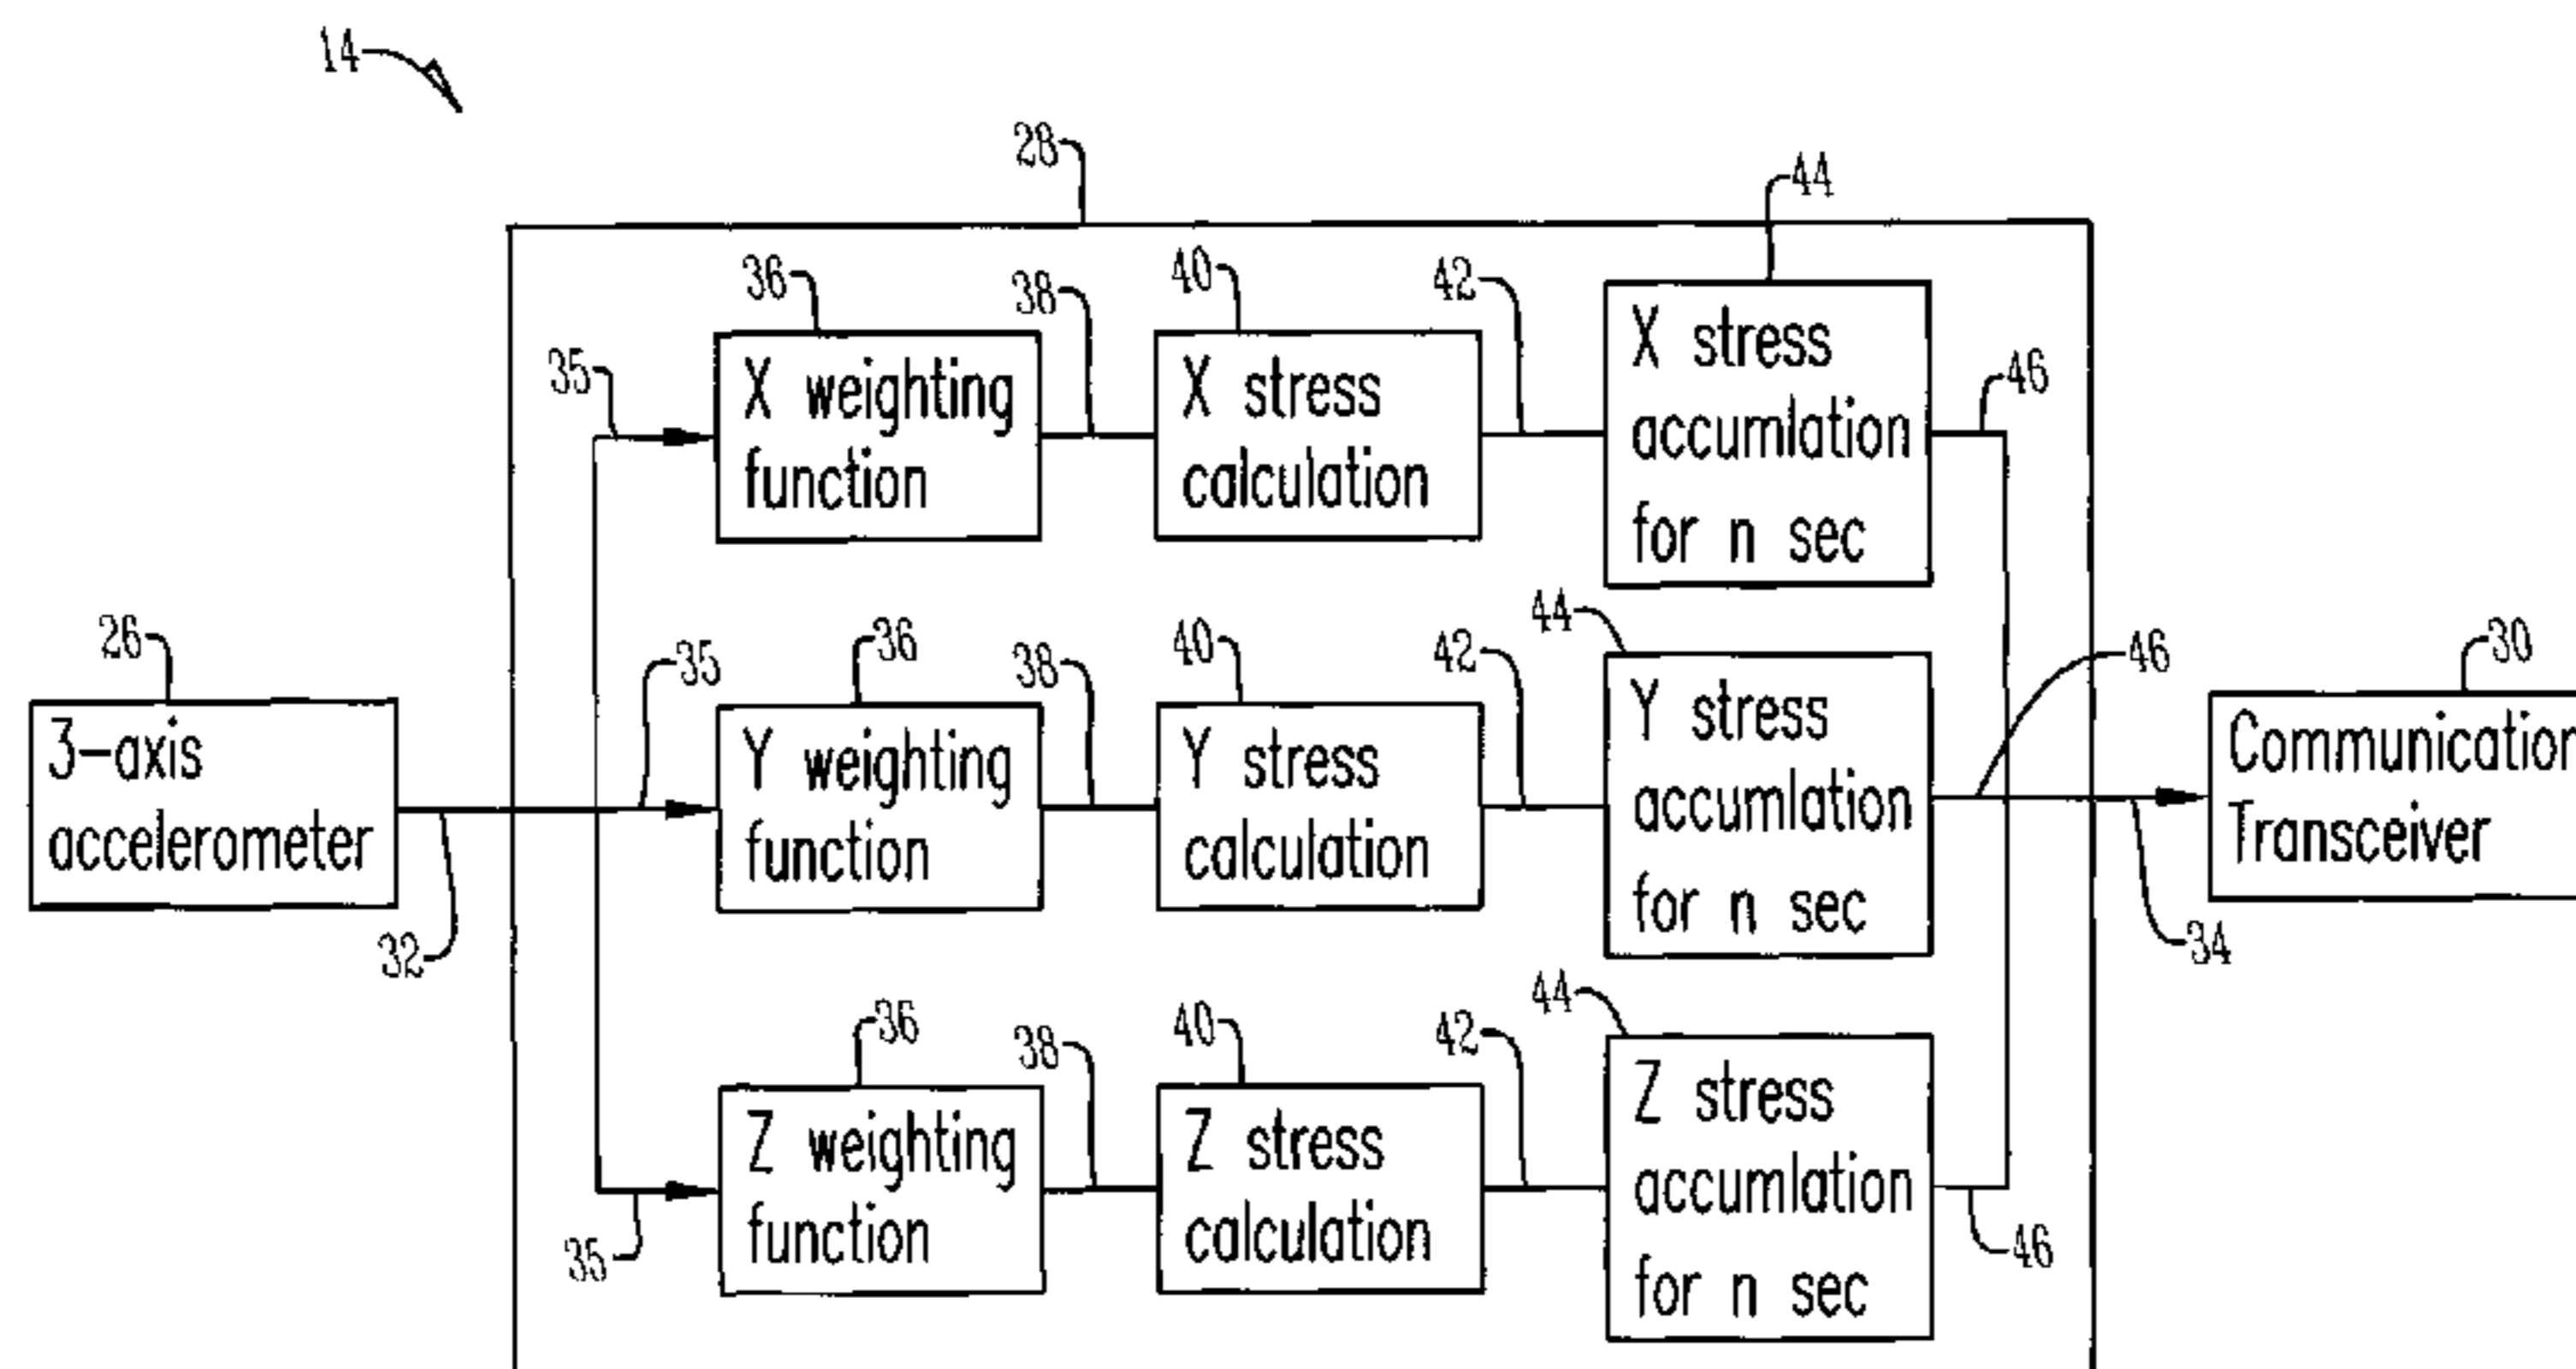 14
28
44
36
38
40
42
X stress
accumlation
for n sec
35
X weighting
function
X stress
calculation
46
26
35
36
38
40
42
44
46
30
3-axis
accelerometer
Y weighting
function
Y stress
calculation
Y stress
accumlation
for n sec
Communication
Transceiver
32
34
36
38
40
42
44
Z weighting
function
Z stress
calculation
Z stress
accumlation
for n sec
35
46